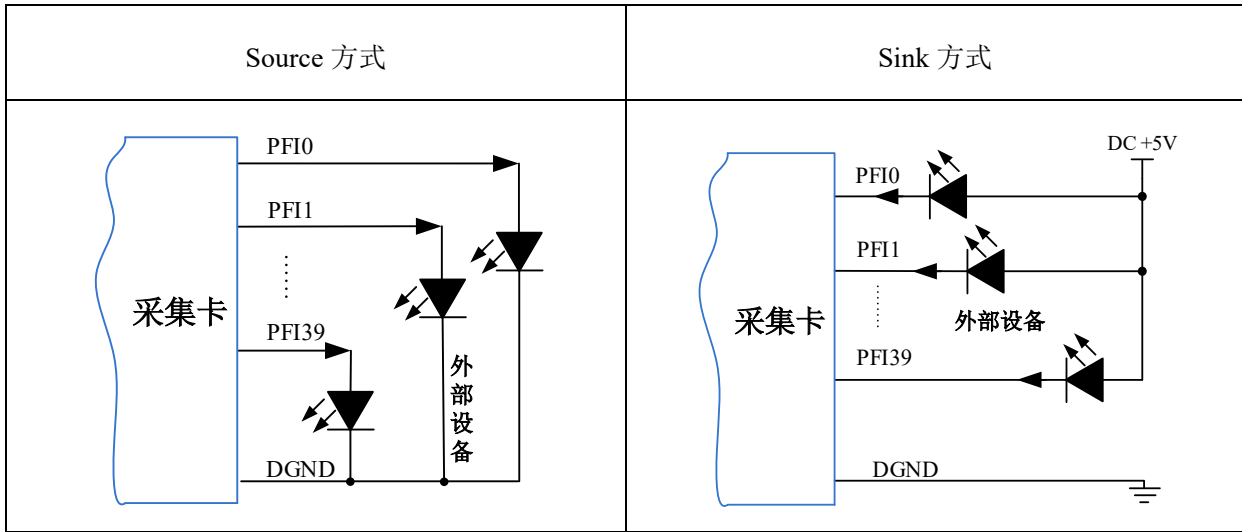 Source 方式
Sink 方式
PFI0
PFI1
采集卡
PFI39
外部设备
DGND
DC +5V
PFI0
PFI1
采集卡
外部设备
PFI39
DGND